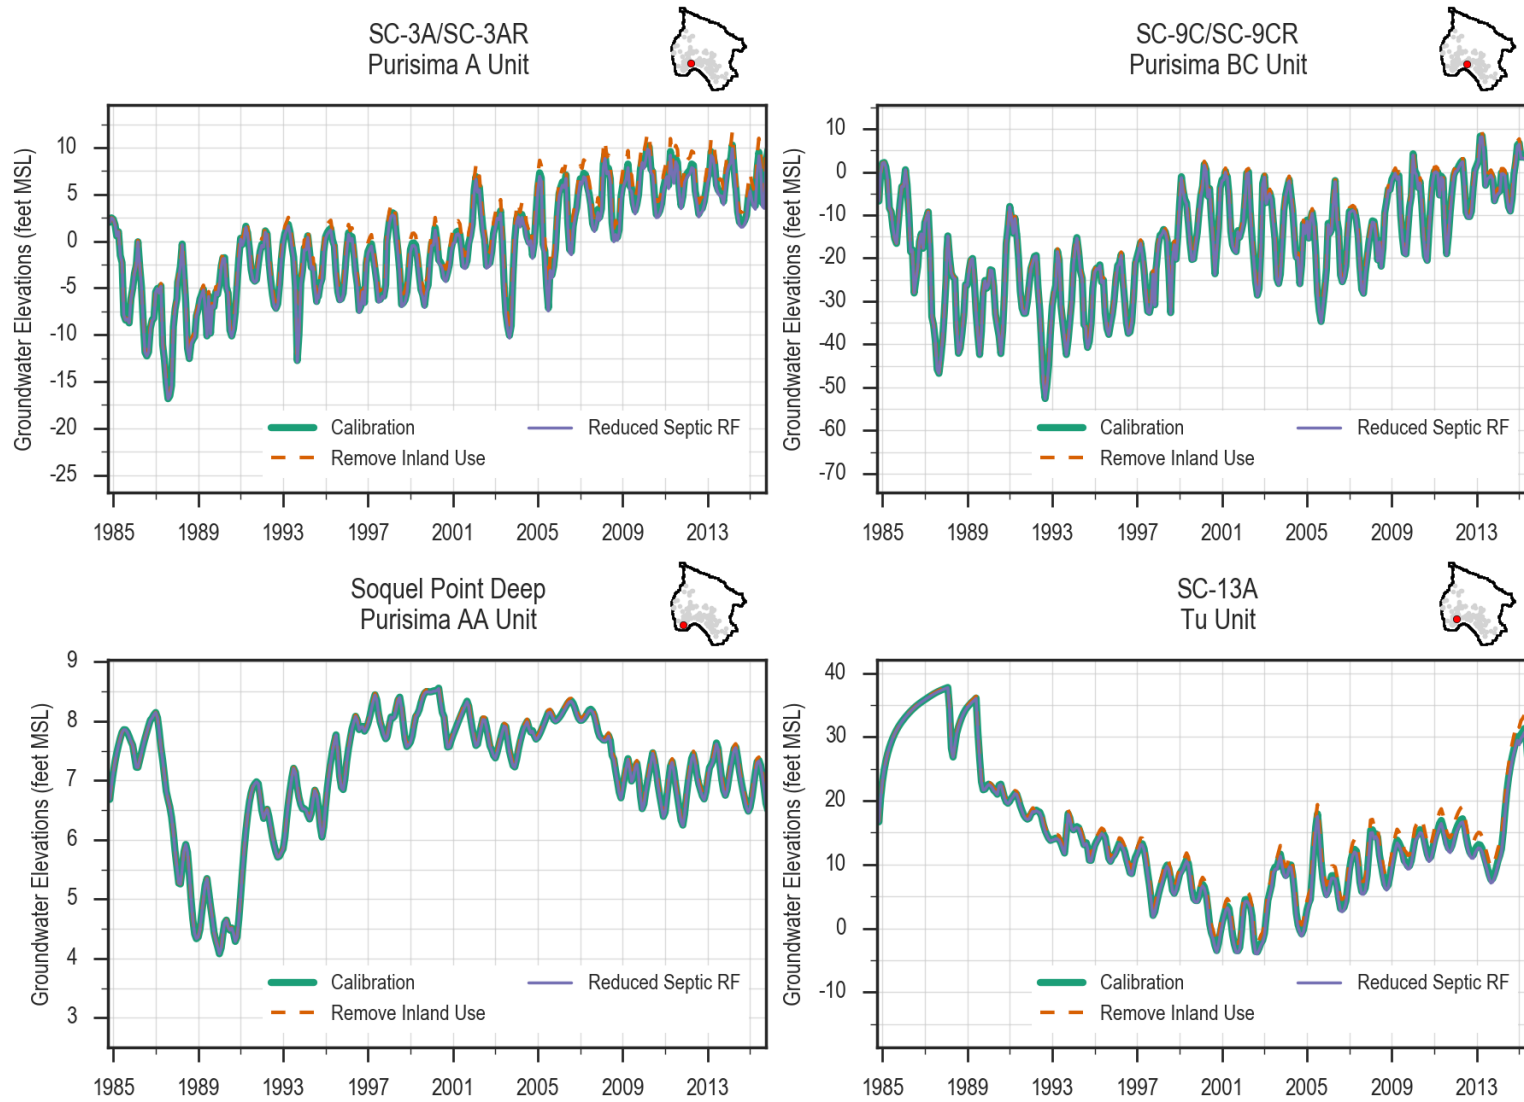 SC-3A/SC-3AR
Purisima A Unit
Groundwater Elevations (feet MSL)
10
5
0
-5
-10
-15
-20
-25
Calibration
Reduced Septic RF
Remove Inland Use
1985 1989 1993 1997 2001 2005 2009 2013
SC-9C/SC-9CR
Purisima BC Unit
Groundwater Elevations (feet MSL)
10
0
-10
-20
-30
-40
-50
-60
-70
Calibration
Reduced Septic RF
Remove Inland Use
1985 1989 1993 1997 2001 2005 2009 2013
Soquel Point Deep
Purisima AA Unit
Groundwater Elevations (feet MSL)
9
8
7
6
5
4
3
Calibration
Reduced Septic RF
Remove Inland Use
1985 1989 1993 1997 2001 2005 2009 2013
SC-13A
Tu Unit
Groundwater Elevations (feet MSL)
40
30
20
10
0
-10
Calibration
Reduced Septic RF
Remove Inland Use
1985 1989 1993 1997 2001 2005 2009 2013